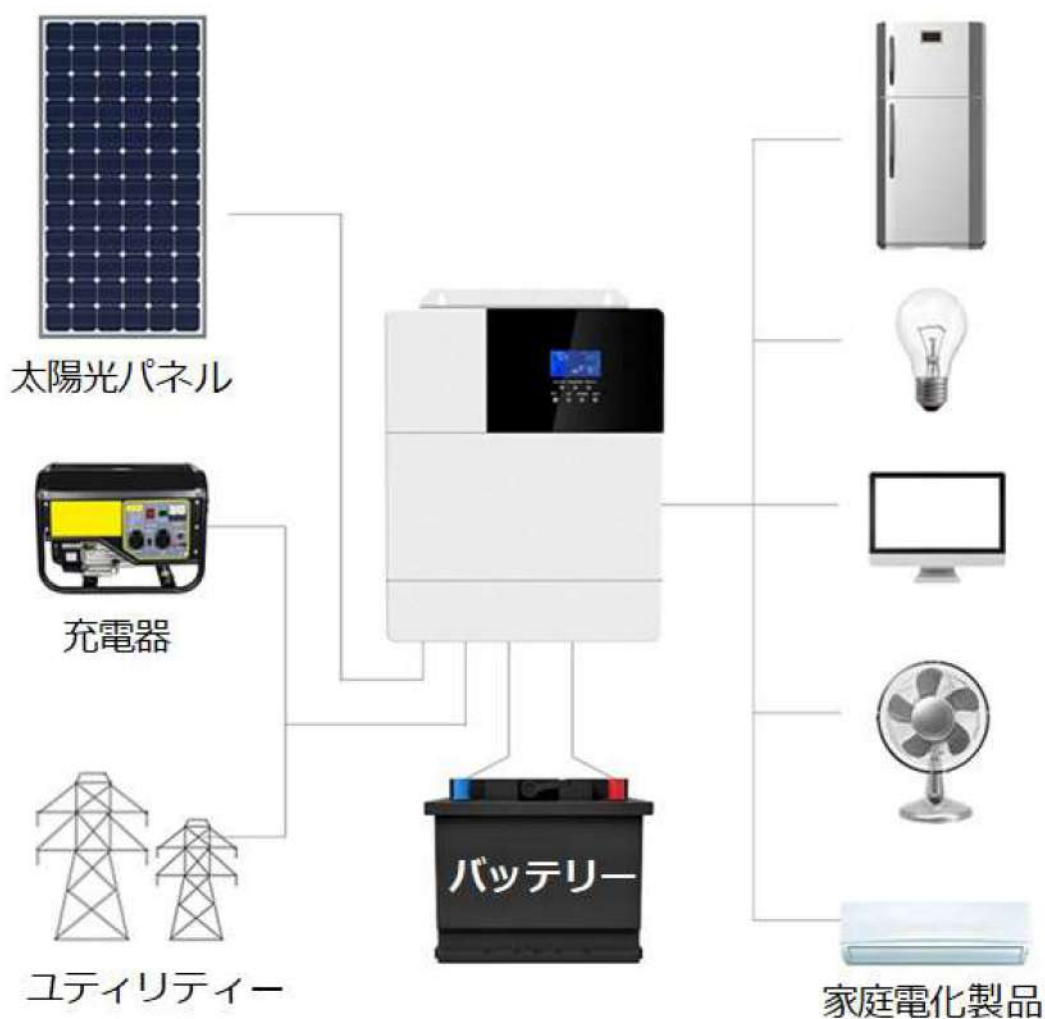 太陽光パネル
充電器
バッテリー
ユティリティー
家庭電化製品